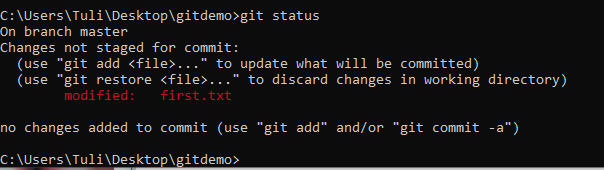 C:\Users\Tuli\Desktop\gitdemo>git status
On branch master
Changes not staged for commit:
  (use "git add <file>..." to update what will be committed)
  (use "git restore <file>..." to discard changes in working directory)
        modified:   first.txt
no changes added to commit (use "git add" and/or "git commit -a")
C:\Users\Tuli\Desktop\gitdemo>